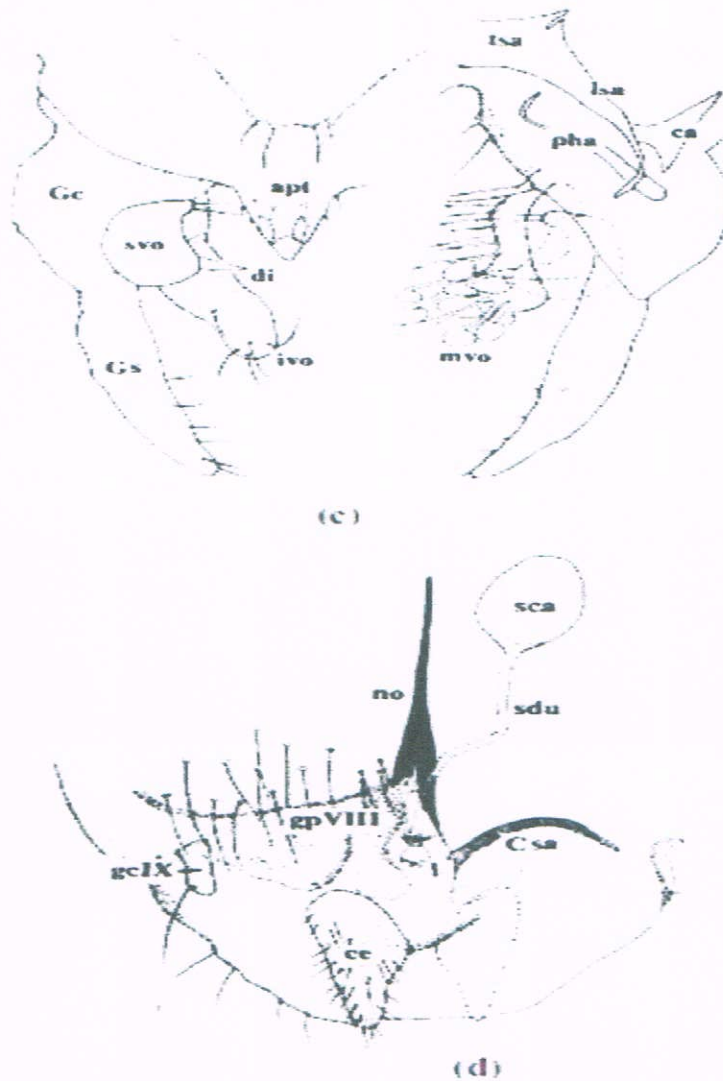 tsa
lsa
ca
pha
apt
Gc
svo
di
Gs
ivo
mvo
(c)
sca
no
sdu
gpVIII
Csa
gcIX
ce
(d)